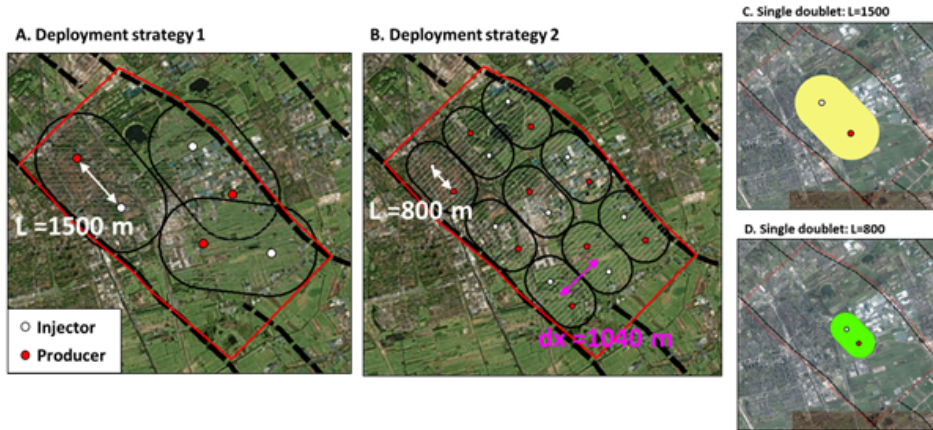 A. Deployment strategy 1
B. Deployment strategy 2
C. Single doublet: L=1500
L =1500 m
L =800 m
D. Single doublet: L=800
Injector
Producer
dx =1040 m